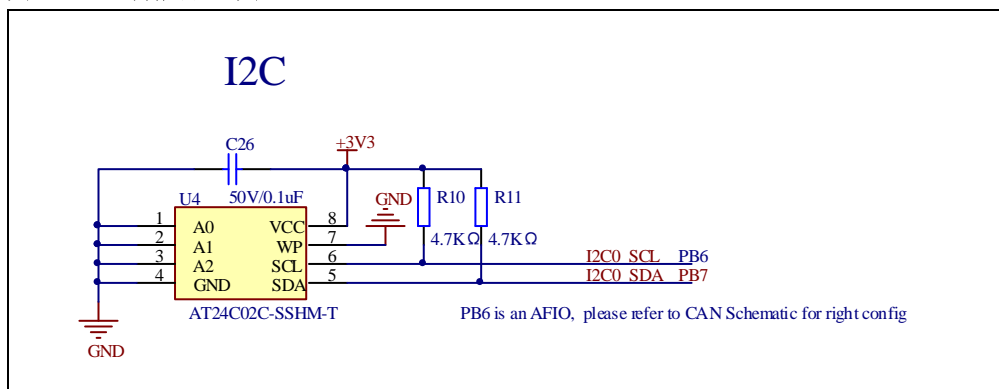 I2C
C26
+3V3
50V/0.1uF
U4
GND
R10
R11
1 A0 VCC 8
2 A1 WP 7
4.7KΩ 4.7KΩ
3 A2 SCL 6
I2C0_SCL PB6
4 GND SDA 5
I2C0_SDA PB7
AT24C02C-SSHM-T
PB6 is an AFIO, please refer to CAN Schematic for right config
GND